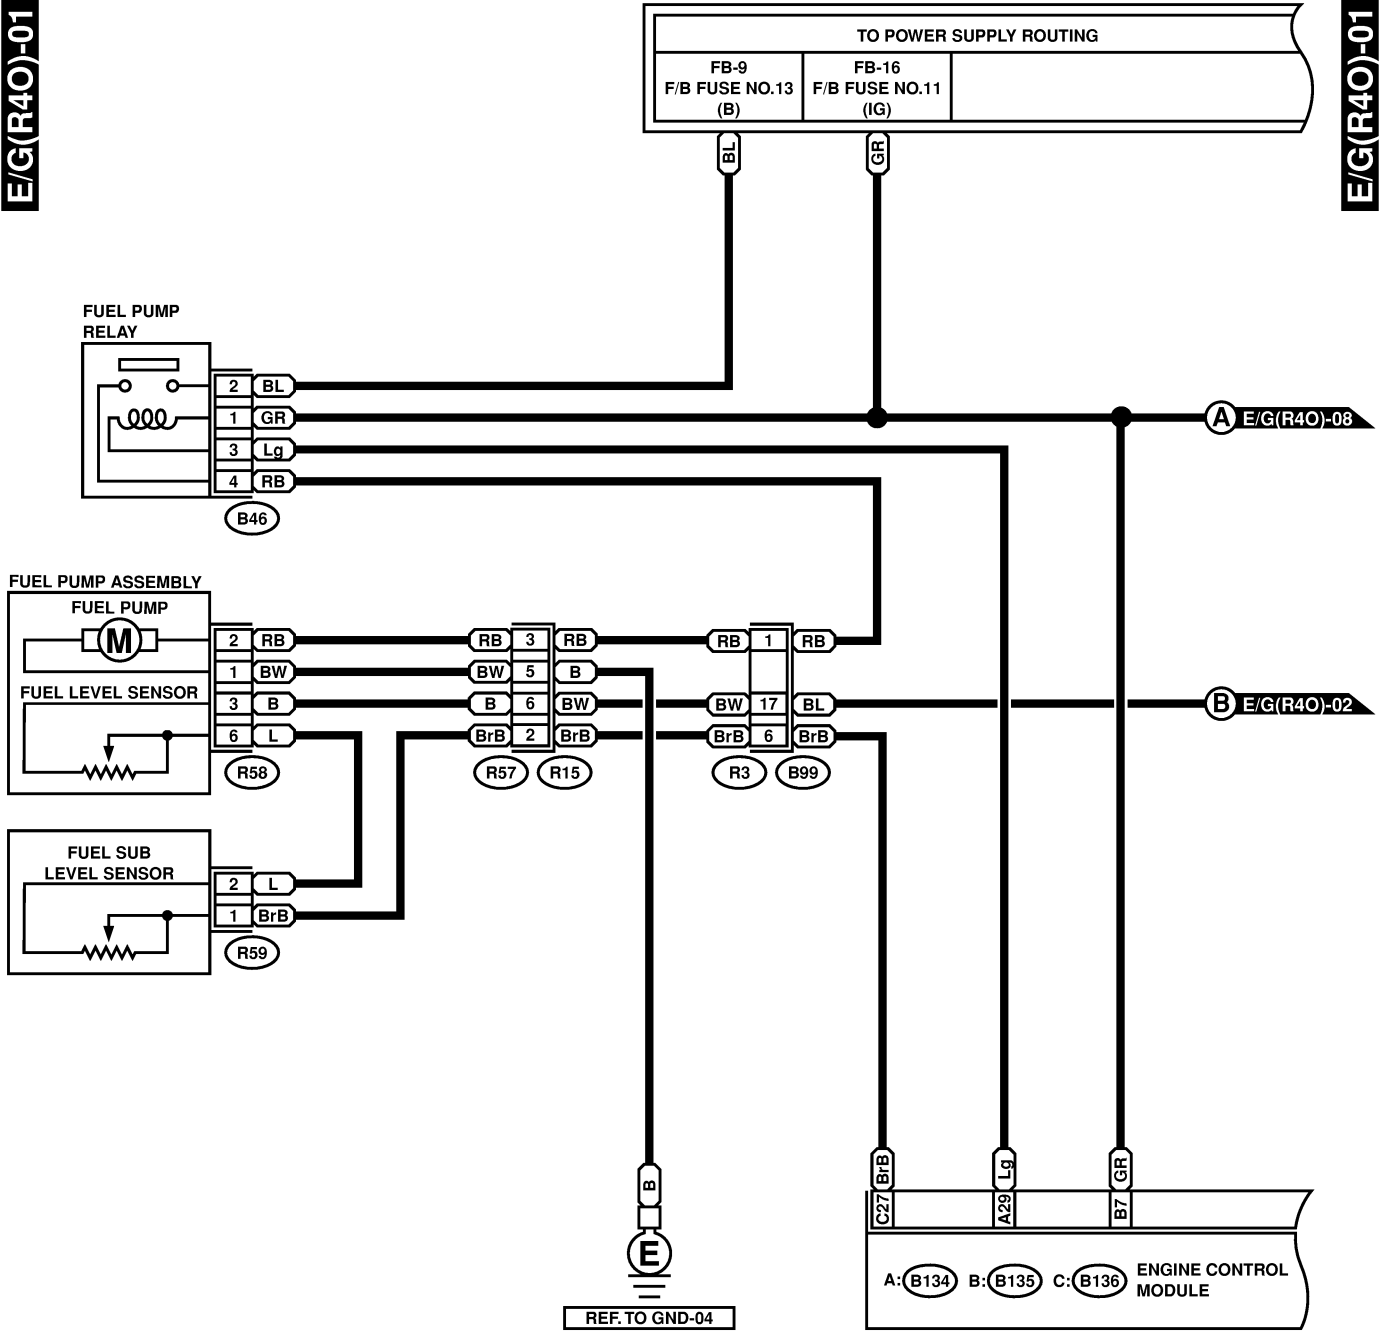 E/G(R4O)-01
E/G(R4O)-01
TO POWER SUPPLY ROUTING
FB-9
F/B FUSE NO.13
(B)
FB-16
F/B FUSE NO.11
(IG)
BL
GR
FUEL PUMP
RELAY
2 BL
1 GR
3 Lg
4 RB
B46
A E/G(R4O)-08
FUEL PUMP ASSEMBLY
FUEL PUMP
M
2 RB RB 3 RB RB 1 RB
1 BW BW 5 B
FUEL LEVEL SENSOR
3 B B 6 BW BW 17 BL
B E/G(R4O)-02
6 L BrB 2 BrB BrB 6 BrB
R58
R57
R15
R3
B99
FUEL SUB
LEVEL SENSOR
2 L
1 BrB
R59
B
E
REF. TO GND-04
BrB
Lg
GR
C27
A29
B7
A: B134 B: B135 C: B136
ENGINE CONTROL
MODULE